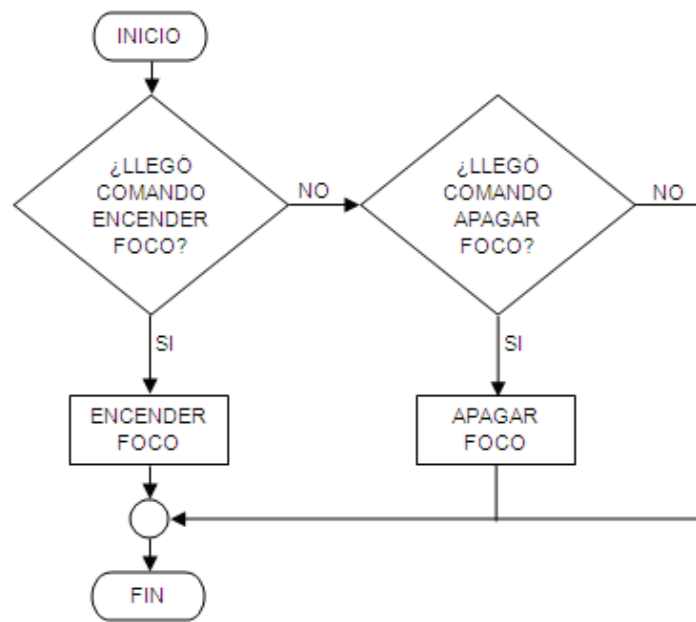 INICIO
¿LLEGÓ
COMANDO
ENCENDER
FOCO?
NO
¿LLEGÓ
COMANDO
APAGAR
FOCO?
NO
SI
SI
ENCENDER
FOCO
APAGAR
FOCO
FIN